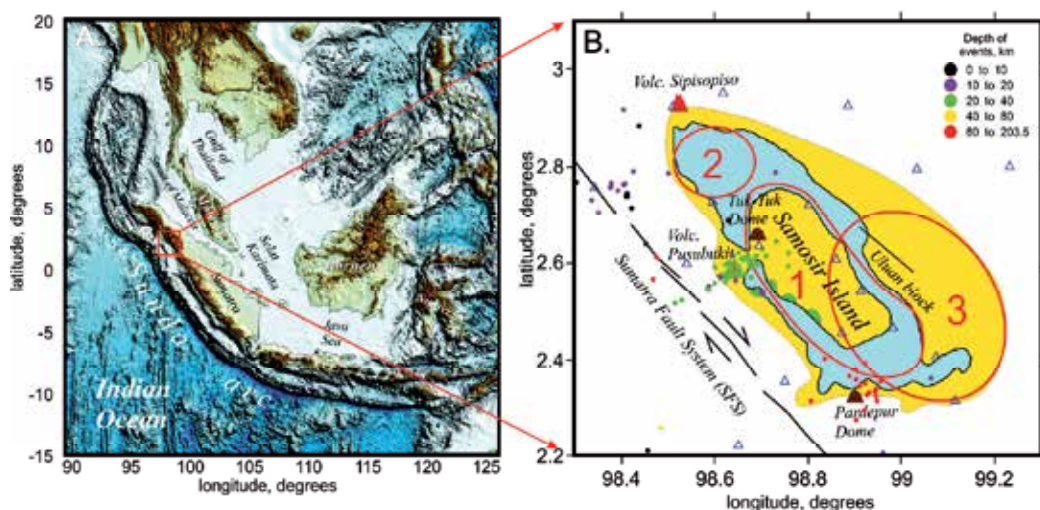 A.
20
15
10
5
0
-5
-10
-15
latitude, degrees
90 95 100 105 110 115 120 125
longitude, degrees
Gulf of
Thailand
Selat
Karimata
Sumatra
Java
Sea
Sunda
arc
Indian
Ocean
B.
3
2.8
2.6
2.4
2.2
latitude, degrees
98.4 98.6 98.8 99 99.2
longitude, degrees
Depth of
events, km
0 to 10
10 to 20
20 to 40
40 to 80
80 to 203.5
Volc. Sipisopiso
2
Tuk-Tuk
Dome
Volc.
Pusubukit
1
Samosir Island
Uluan block
3
Sumatra Fault System (SFS)
Pardepur
Dome